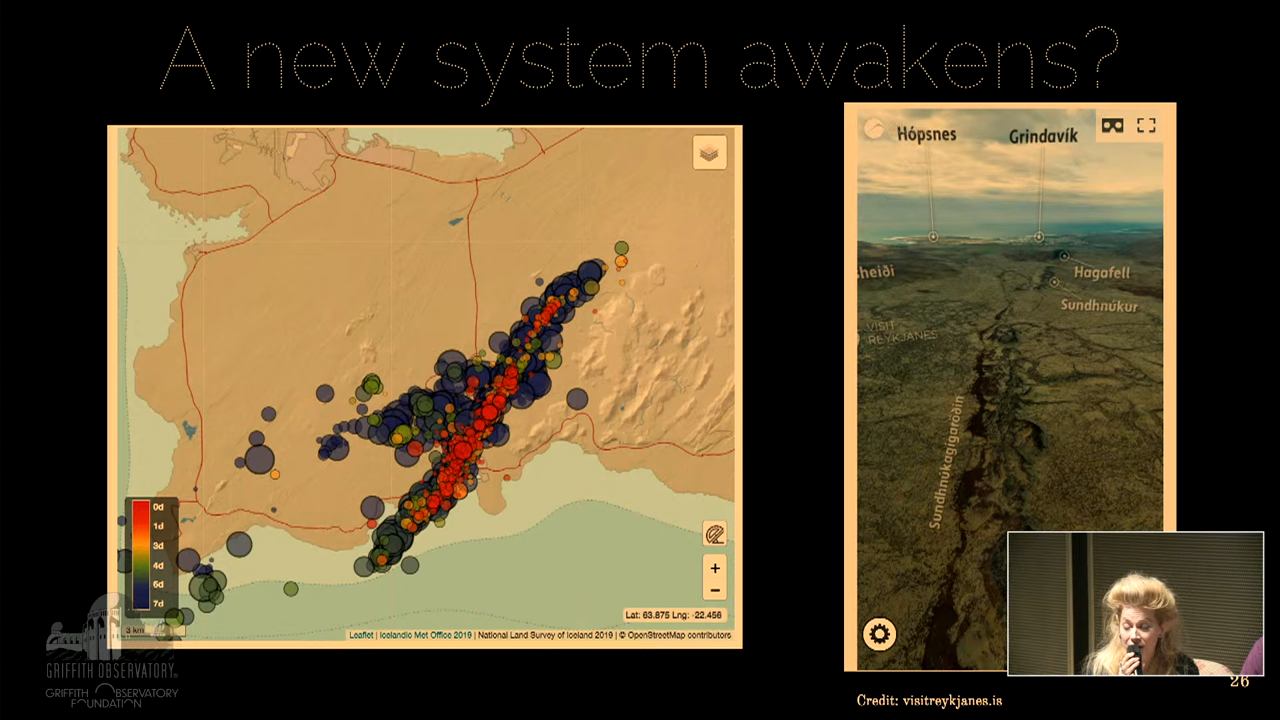 A new system awakens?
Hópsnes
Grindavík
sheiði
Hagafell
Sundhnúkur
VISIT
REYKJANES
Sundhnúkagígaröðin
0d
1d
3d
4d
6d
7d
3 km
+
−
Lat: 63.875 Lng: -22.456
Leaflet | Icelandic Met Office 2019 | National Land Survey of Iceland 2019 | © OpenStreetMap contributors
GRIFFITH OBSERVATORY
GRIFFITH OBSERVATORY
FOUNDATION
26
Credit: visitreykjanes.is